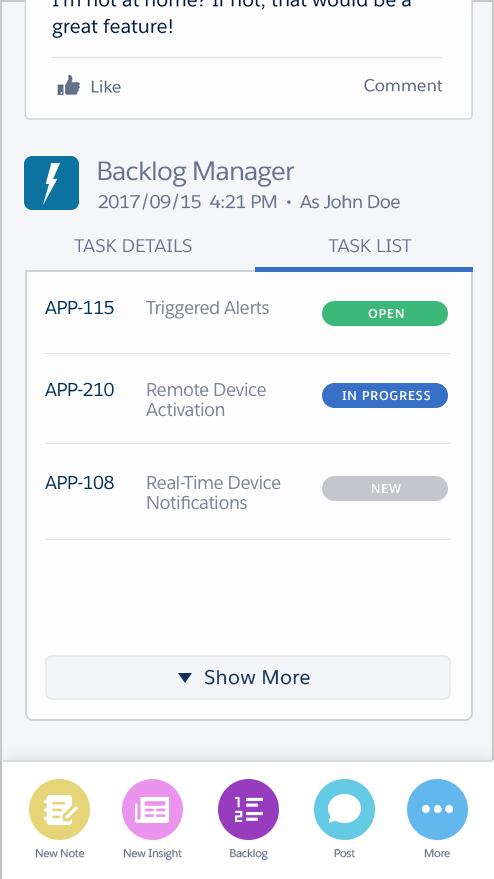 I'm not at home? If not, that would be a
great feature!
Like
Comment
Backlog Manager
2017/09/15 4:21 PM • As John Doe
TASK DETAILS
TASK LIST
APP-115 Triggered Alerts OPEN
APP-210 Remote Device IN PROGRESS
Activation
APP-108 Real-Time Device NEW
Notifications
Show More
New Note
New Insight
Backlog
Post
More